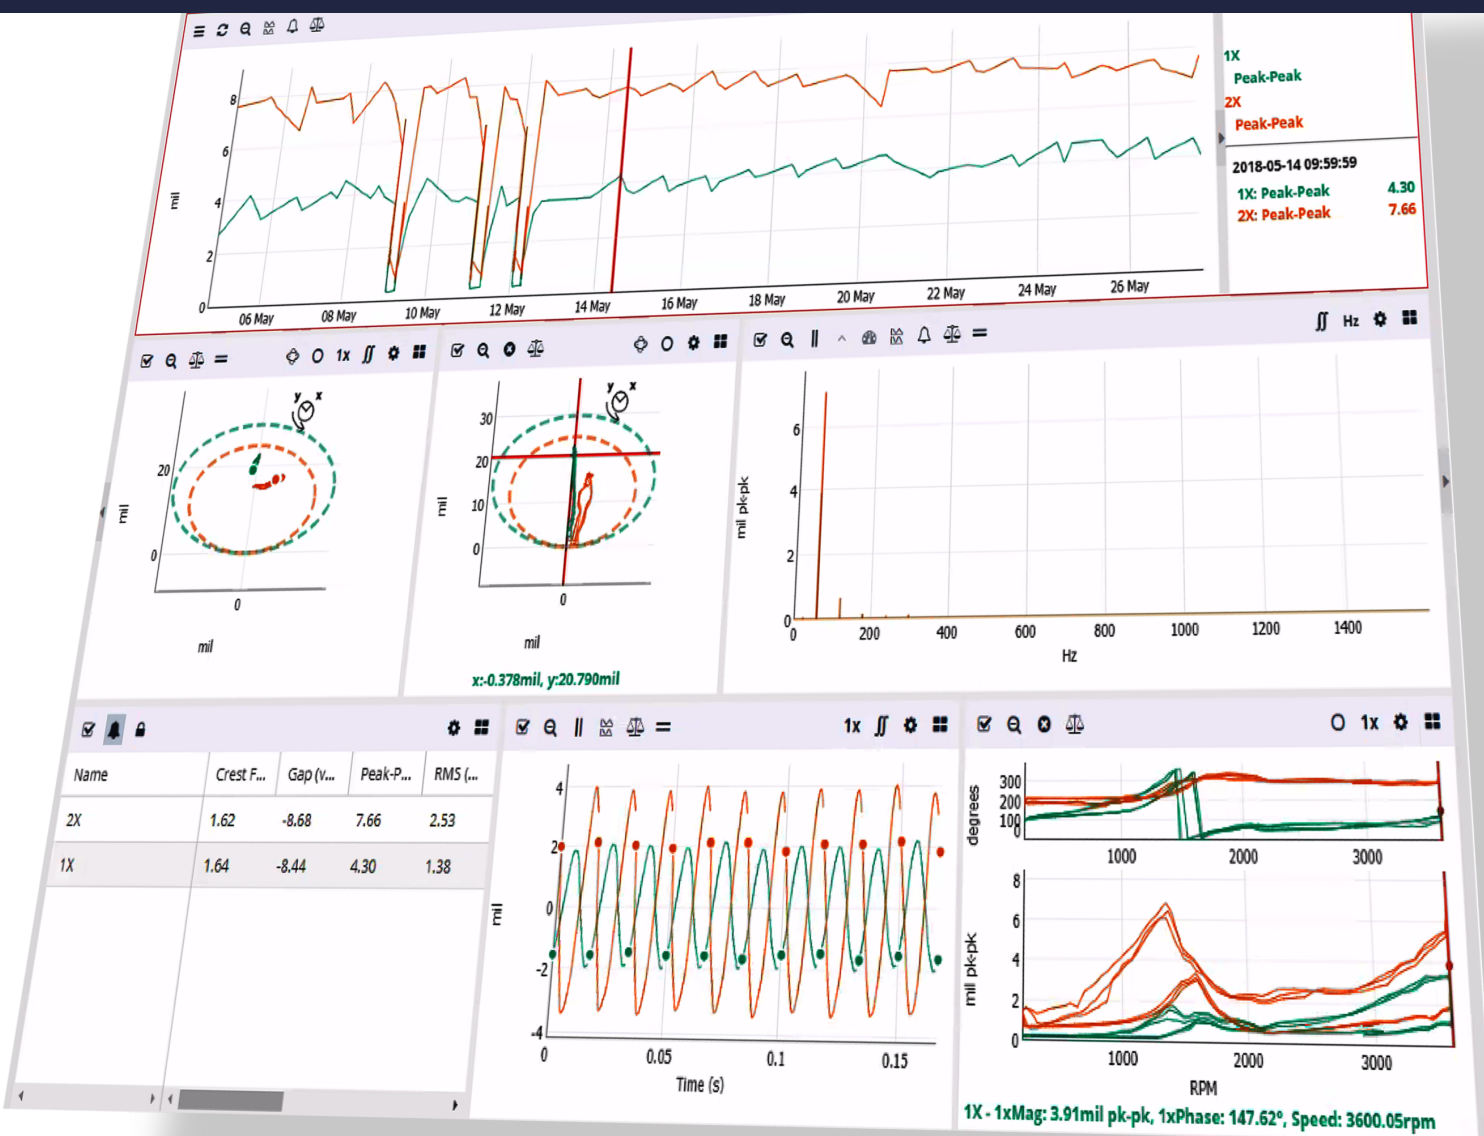 1X
Peak-Peak
2X
Peak-Peak
2018-05-14 09:59:59
1X: Peak-Peak 4.30
2X: Peak-Peak 7.66
mil
8
6
4
2
0
06 May 08 May 10 May 12 May 14 May 16 May 18 May 20 May 22 May 24 May 26 May
1x
Hz
y x
20
0
mil
0
mil
y x
30
20
10
0
mil
0
mil
x:-0.378mil, y:20.790mil
6
4
2
0
mil pk-pk
0 200 400 600 800 1000 1200 1400
Hz
Name Crest F... Gap (v... Peak-P... RMS (...
2X 1.62 -8.68 7.66 2.53
1X 1.64 -8.44 4.30 1.38
1x
4
2
0
-2
-4
mil
0 0.05 0.1 0.15
Time (s)
1x
300
200
100
0
degrees
1000 2000 3000
8
6
4
2
0
mil pk-pk
1000 2000 3000
RPM
1X - 1xMag: 3.91mil pk-pk, 1xPhase: 147.62°, Speed: 3600.05rpm